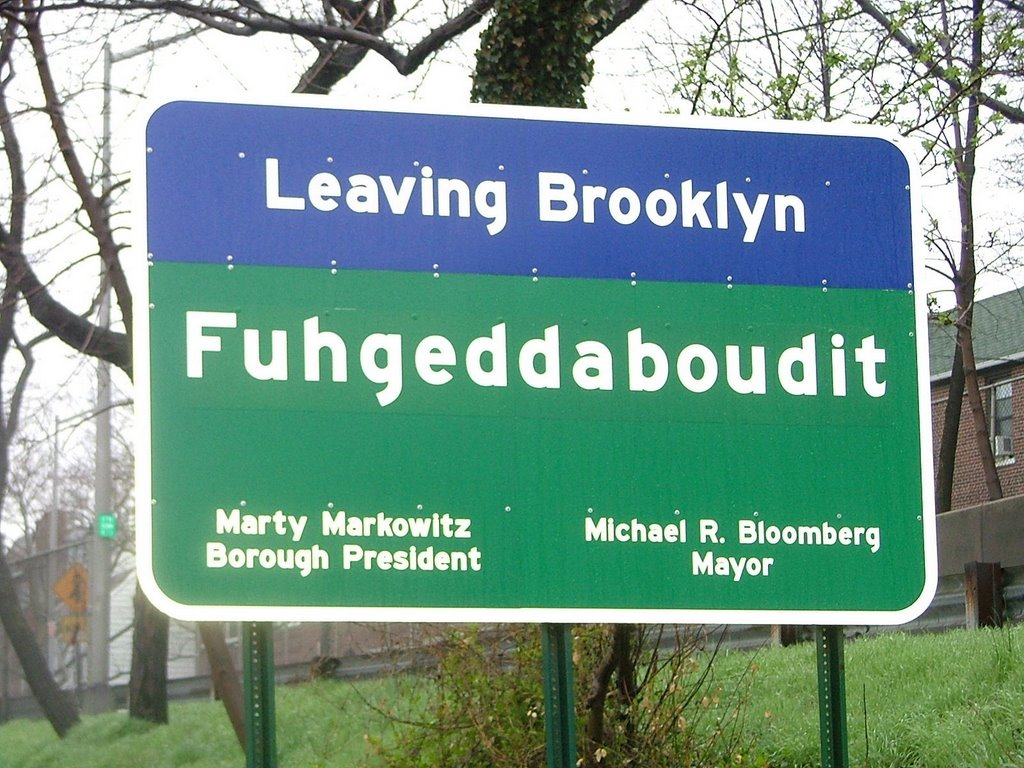 Leaving Brooklyn
Fuhgeddaboudit
Marty Markowitz
Borough President
Michael R. Bloomberg
Mayor